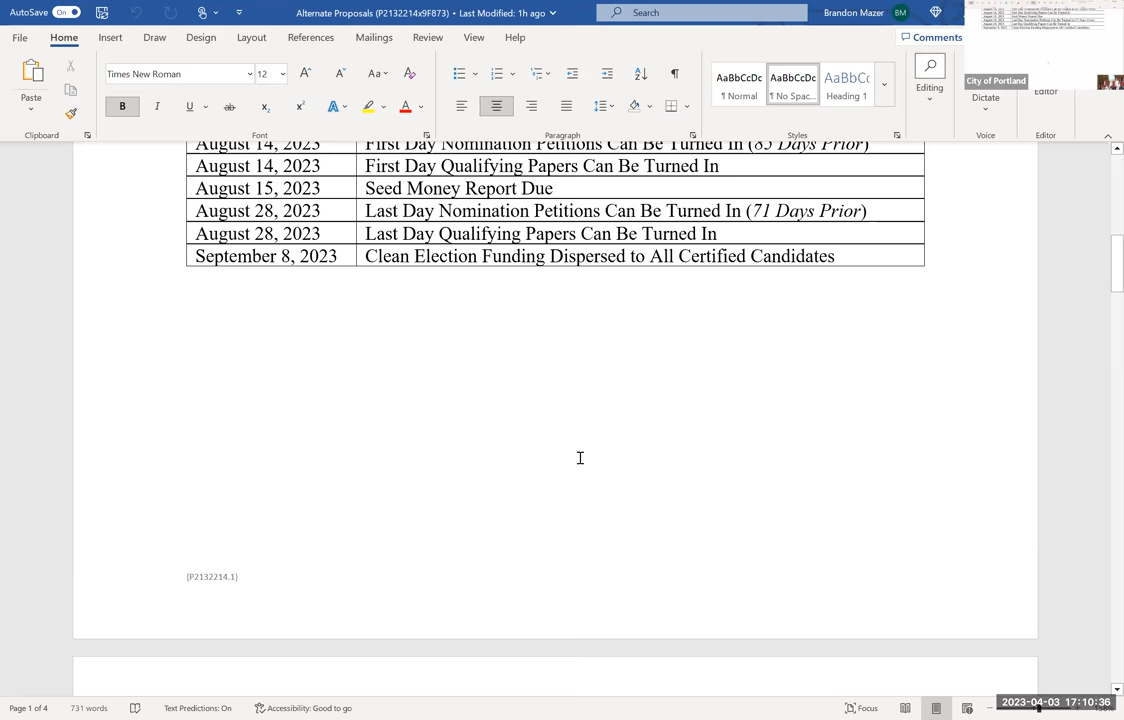 AutoSave On
Alternate Proposals (P2132214x9F873) • Last Modified: 1h ago
Search
Brandon Mazer
BM
File
Home
Insert
Draw
Design
Layout
References
Mailings
Review
View
Help
Comments
City of Portland
Paste
Clipboard
Times New Roman
12
Aa
B I U ab x₂ x² A A
Font
Paragraph
AaBbCcDc
¶ Normal
AaBbCcDc
¶ No Spac...
AaBbCc
Heading 1
Styles
Editing
Dictate
Voice
Editor
Editor
August 14, 2023 First Day Nomination Petitions Can Be Turned In (85 Days Prior)
August 14, 2023 First Day Qualifying Papers Can Be Turned In
August 15, 2023 Seed Money Report Due
August 28, 2023 Last Day Nomination Petitions Can Be Turned In (71 Days Prior)
August 28, 2023 Last Day Qualifying Papers Can Be Turned In
September 8, 2023 Clean Election Funding Dispersed to All Certified Candidates
{P2132214.1}
Page 1 of 4
731 words
Text Predictions: On
Accessibility: Good to go
Focus
2023-04-03 17:10:36